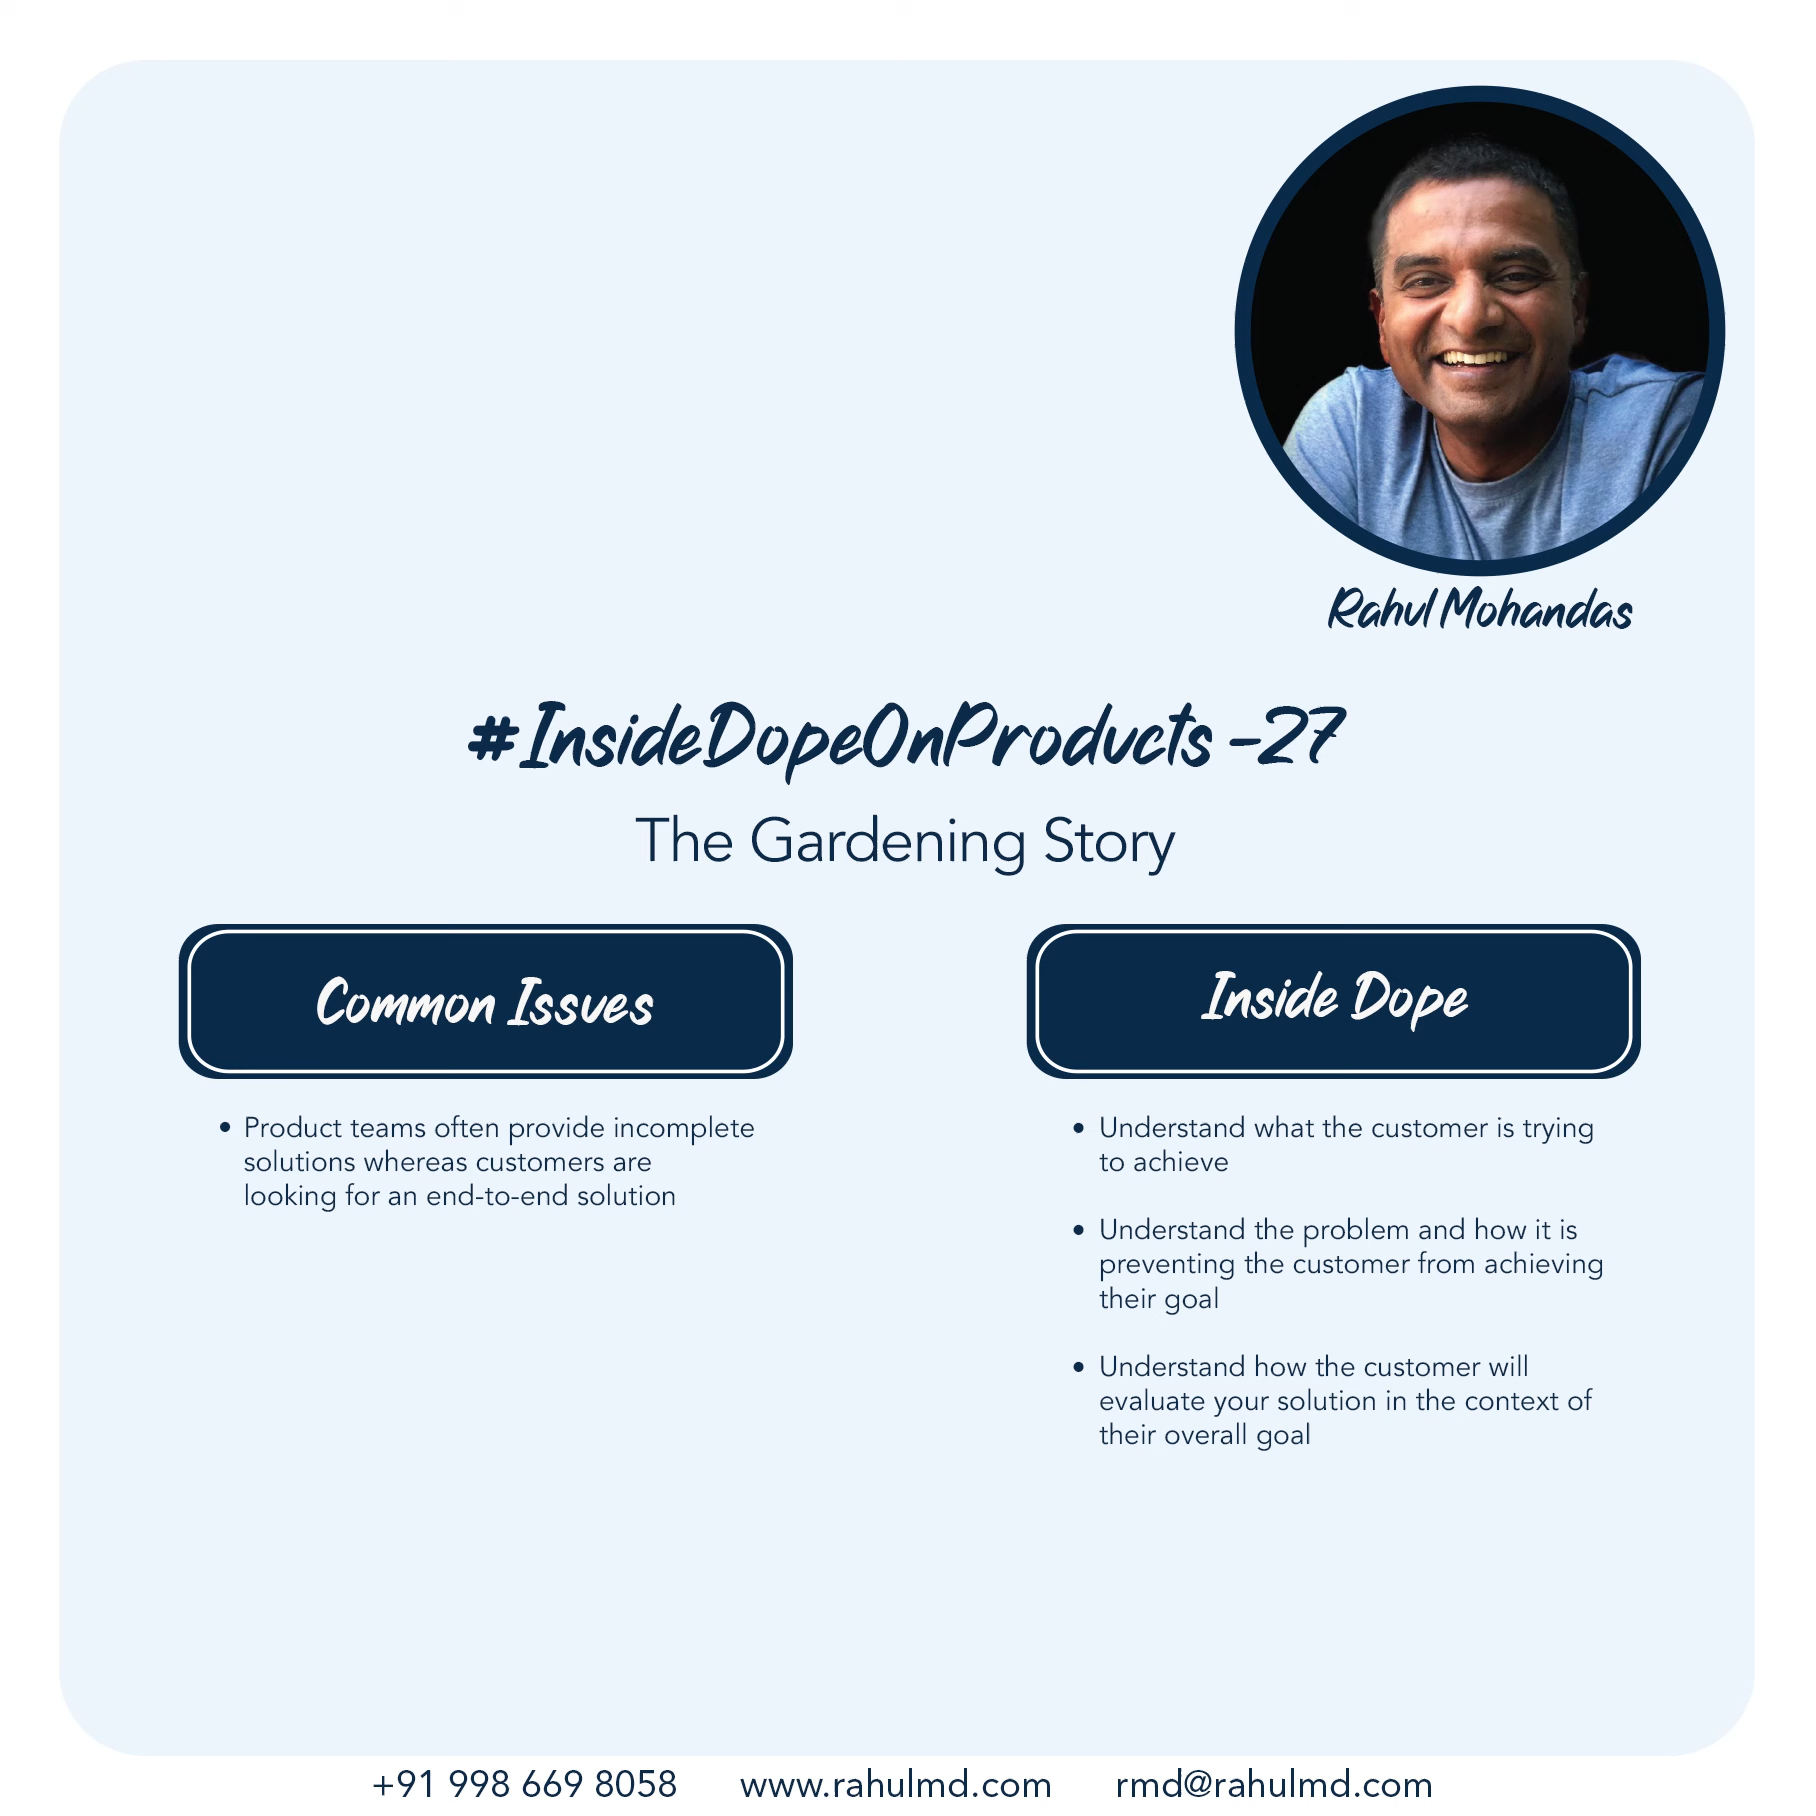 Rahul Mohandas
#InsideDopeOnProducts -27
The Gardening Story
Common Issues
• Product teams often provide incomplete
solutions whereas customers are
looking for an end-to-end solution
Inside Dope
• Understand what the customer is trying
to achieve
• Understand the problem and how it is
preventing the customer from achieving
their goal
• Understand how the customer will
evaluate your solution in the context of
their overall goal
+91 998 669 8058 www.rahulmd.com rmd@rahulmd.com